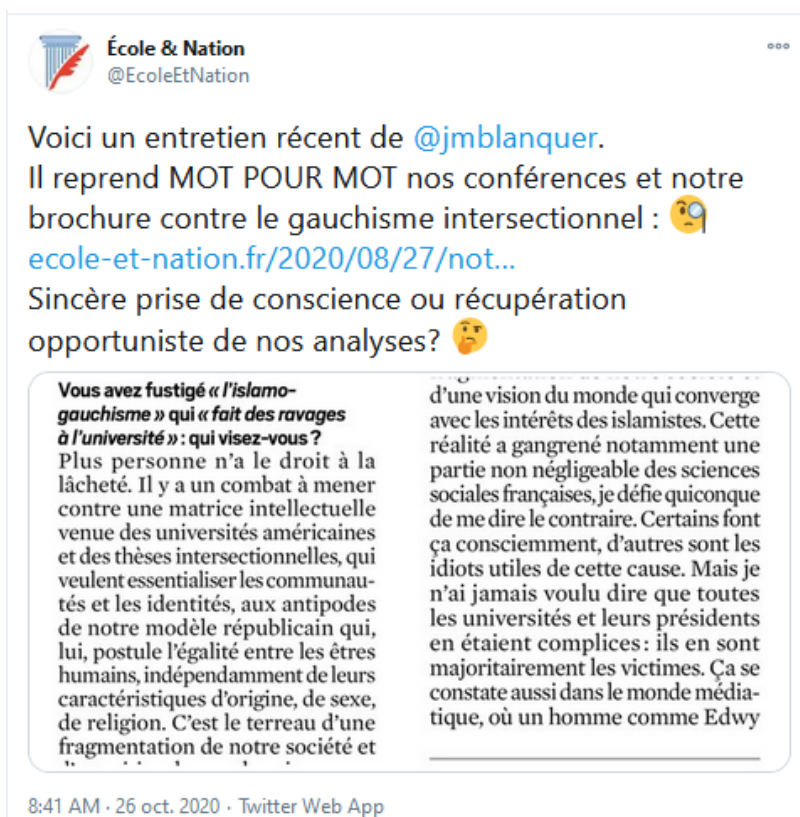 École & Nation
@EcoleEtNation
Voici un entretien récent de @jmblanquer.
Il reprend MOT POUR MOT nos conférences et notre
brochure contre le gauchisme intersectionnel : 🧐
ecole-et-nation.fr/2020/08/27/not...
Sincère prise de conscience ou récupération
opportuniste de nos analyses? 🤔
Vous avez fustigé « l'islamo-
gauchisme » qui « fait des ravages
à l'université » : qui visez-vous ?
Plus personne n'a le droit à la
lâcheté. Il y a un combat à mener
contre une matrice intellectuelle
venue des universités américaines
et des thèses intersectionnelles, qui
veulent essentialiser les communau-
tés et les identités, aux antipodes
de notre modèle républicain qui,
lui, postule l'égalité entre les êtres
humains, indépendamment de leurs
caractéristiques d'origine, de sexe,
de religion. C'est le terreau d'une
fragmentation de notre société et
d'une vision du monde qui converge
avec les intérêts des islamistes. Cette
réalité a gangrené notamment une
partie non négligeable des sciences
sociales françaises, je défie quiconque
de me dire le contraire. Certains font
ça consciemment, d'autres sont les
idiots utiles de cette cause. Mais je
n'ai jamais voulu dire que toutes
les universités et leurs présidents
en étaient complices : ils en sont
majoritairement les victimes. Ça se
constate aussi dans le monde média-
tique, où un homme comme Edwy
8:41 AM · 26 oct. 2020 · Twitter Web App